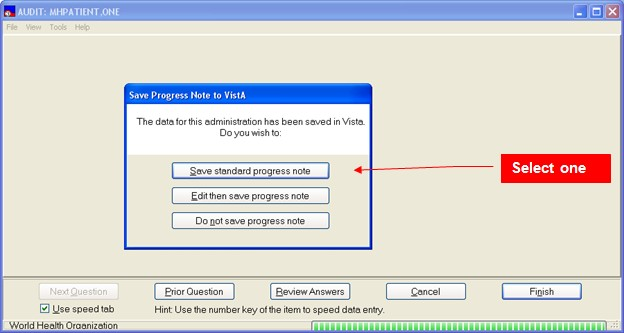 AUDIT: MHPATIENT,ONE
File View Tools Help
Save Progress Note to VistA
The data for this administration has been saved in Vista.
Do you wish to:
Save standard progress note
Select one
Edit then save progress note
Do not save progress note
Next Question Prior Question Review Answers Cancel Finish
Use speed tab Hint: Use the number key of the item to speed data entry.
World Health Organization